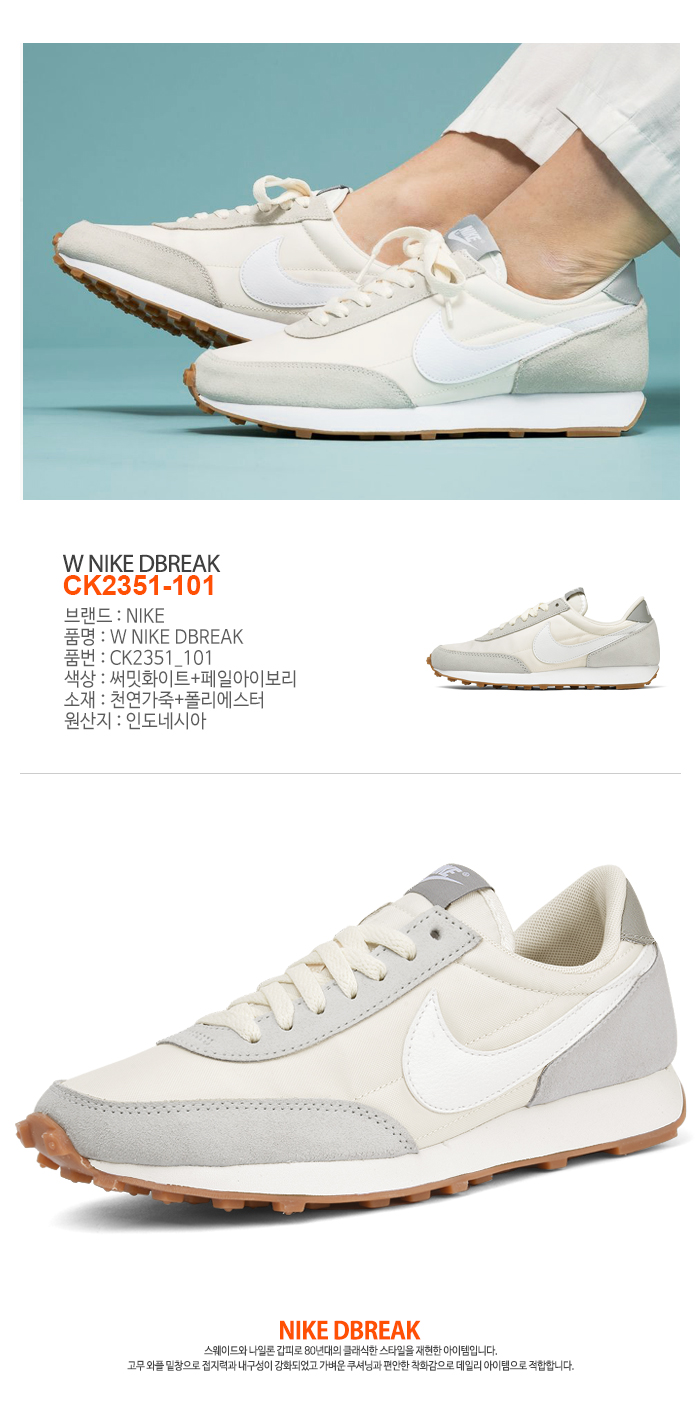 W NIKE DBREAK
CK2351-101
브랜드 : NIKE
품명 : W NIKE DBREAK
품번 : CK2351_101
색상 : 써밋화이트+페일아이보리
소재 : 천연가죽+폴리에스터
원산지 : 인도네시아
NIKE
NIKE DBREAK
스웨이드와 나일론 갑피로 80년대의 클래식한 스타일을 재현한 아이템입니다.
고무 와플 밑창으로 접지력과 내구성이 강화되었고 가벼운 쿠셔닝과 편안한 착화감으로 데일리 아이템으로 적합합니다.